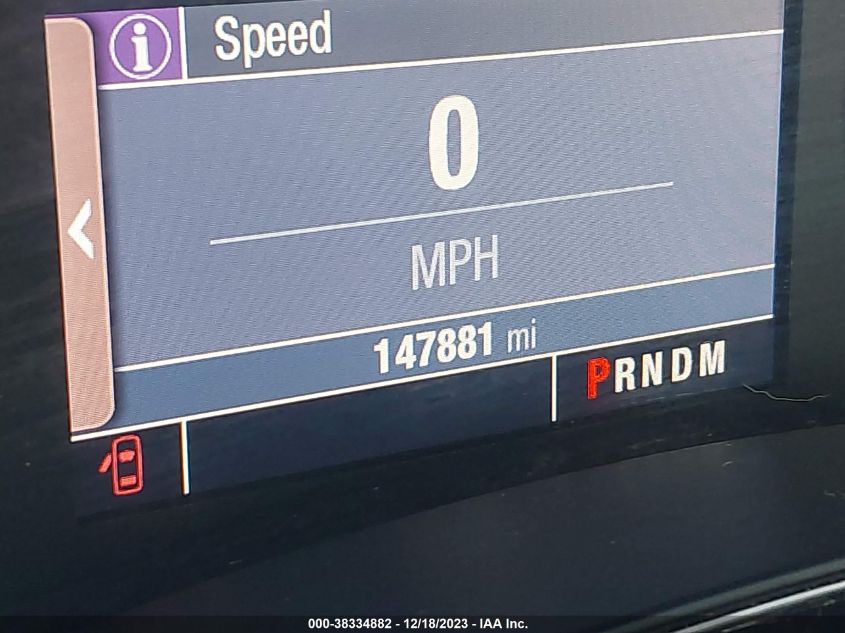 i Speed
0
MPH
147881 mi
PRNDM
000-38334882 - 12/18/2023 - IAA Inc.